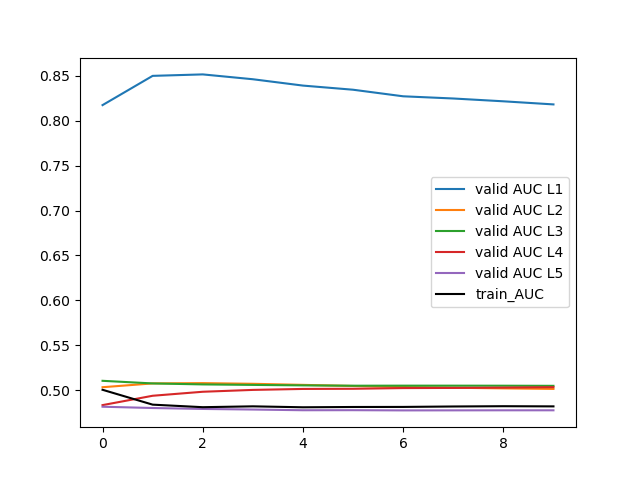 0.85
0.80
0.75
0.70
0.65
0.60
0.55
0.50
0 2 4 6 8
valid AUC L1
valid AUC L2
valid AUC L3
valid AUC L4
valid AUC L5
train_AUC